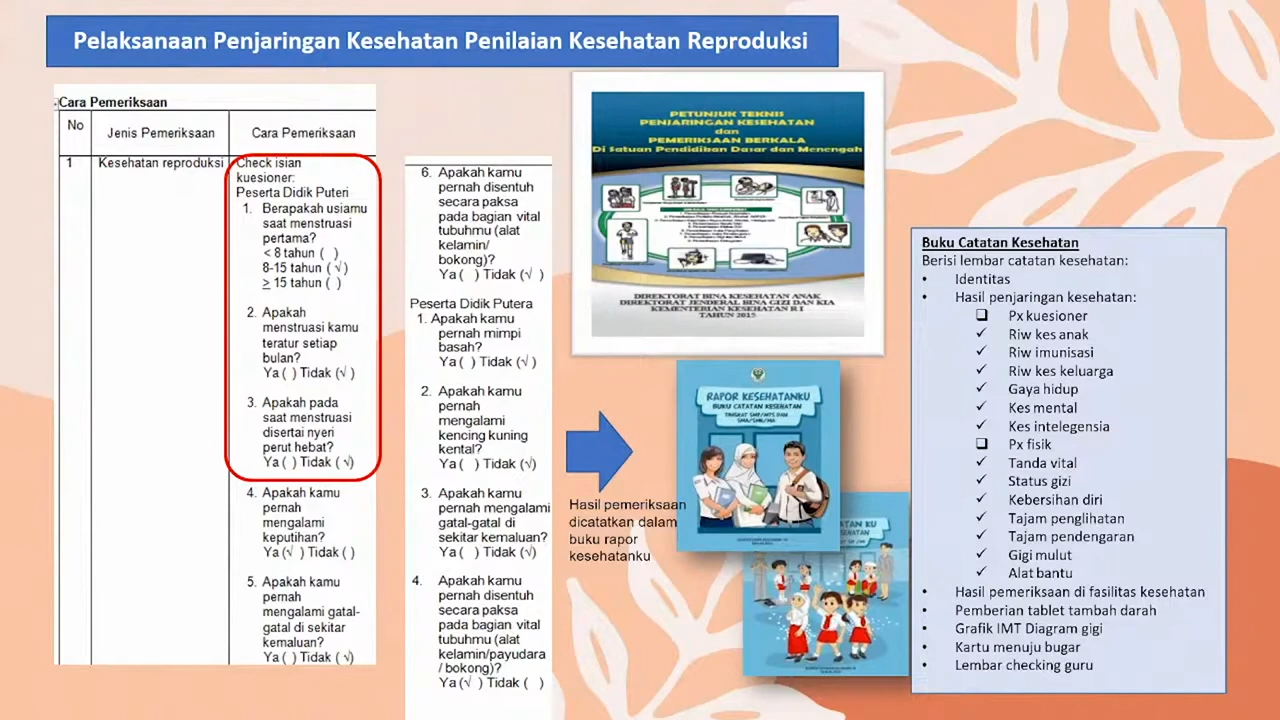 Pelaksanaan Penjaringan Kesehatan Penilaian Kesehatan Reproduksi
Cara Pemeriksaan
No
Jenis Pemeriksaan
Cara Pemeriksaan
1
Kesehatan reproduksi
Check isian
kuesioner:
Peserta Didik Puteri
1. Berapakah usiamu
saat menstruasi
pertama?
< 8 tahun ( )
8-15 tahun ( √ )
≥ 15 tahun ( )
2. Apakah
menstruasi kamu
teratur setiap
bulan?
Ya ( ) Tidak (√ )
3. Apakah pada
saat menstruasi
disertai nyeri
perut hebat?
Ya ( ) Tidak ( √)
4. Apakah kamu
pernah
mengalami
keputihan?
Ya (√ ) Tidak ( )
5. Apakah kamu
pernah
mengalami gatal-
gatal di sekitar
kemaluan?
Ya ( ) Tidak ( √)
6. Apakah kamu
pernah disentuh
secara paksa
pada bagian vital
tubuhmu (alat
kelamin/
bokong)?
Ya ( ) Tidak (√ )
Peserta Didik Putera
1. Apakah kamu
pernah mimpi
basah?
Ya ( ) Tidak (√ )
2. Apakah kamu
pernah
mengalami
kencing kuning
kental?
Ya ( ) Tidak (√)
3. Apakah kamu
pernah mengalami
gatal-gatal di
sekitar kemaluan?
Ya ( ) Tidak (√)
4. Apakah kamu
pernah disentuh
secara paksa
pada bagian vital
tubuhmu (alat
kelamin/payudara
/ bokong)?
Ya (√ ) Tidak ( )
PETUNJUK TEKNIS
PENJARINGAN KESEHATAN
dan
PEMERIKSAAN BERKALA
Di Satuan Pendidikan Dasar dan Menengah
DIREKTORAT BINA KESEHATAN ANAK
DIREKTORAT JENDERAL BINA GIZI DAN KIA
KEMENTERIAN KESEHATAN R I
TAHUN 2015
Hasil pemeriksaan
dicatatkan dalam
buku rapor
kesehatanku
RAPOR KESEHATANKU
BUKU CATATAN KESEHATAN
TINGKAT SMP/MTS DAN
SMA/SMK/MA
Buku Catatan Kesehatan
Berisi lembar catatan kesehatan:
• Identitas
• Hasil penjaringan kesehatan:
❑ Px kuesioner
✓ Riw kes anak
✓ Riw imunisasi
✓ Riw kes keluarga
✓ Gaya hidup
✓ Kes mental
✓ Kes intelegensia
❑ Px fisik
✓ Tanda vital
✓ Status gizi
✓ Kebersihan diri
✓ Tajam penglihatan
✓ Tajam pendengaran
✓ Gigi mulut
✓ Alat bantu
• Hasil pemeriksaan di fasilitas kesehatan
• Pemberian tablet tambah darah
• Grafik IMT Diagram gigi
• Kartu menuju bugar
• Lembar checking guru